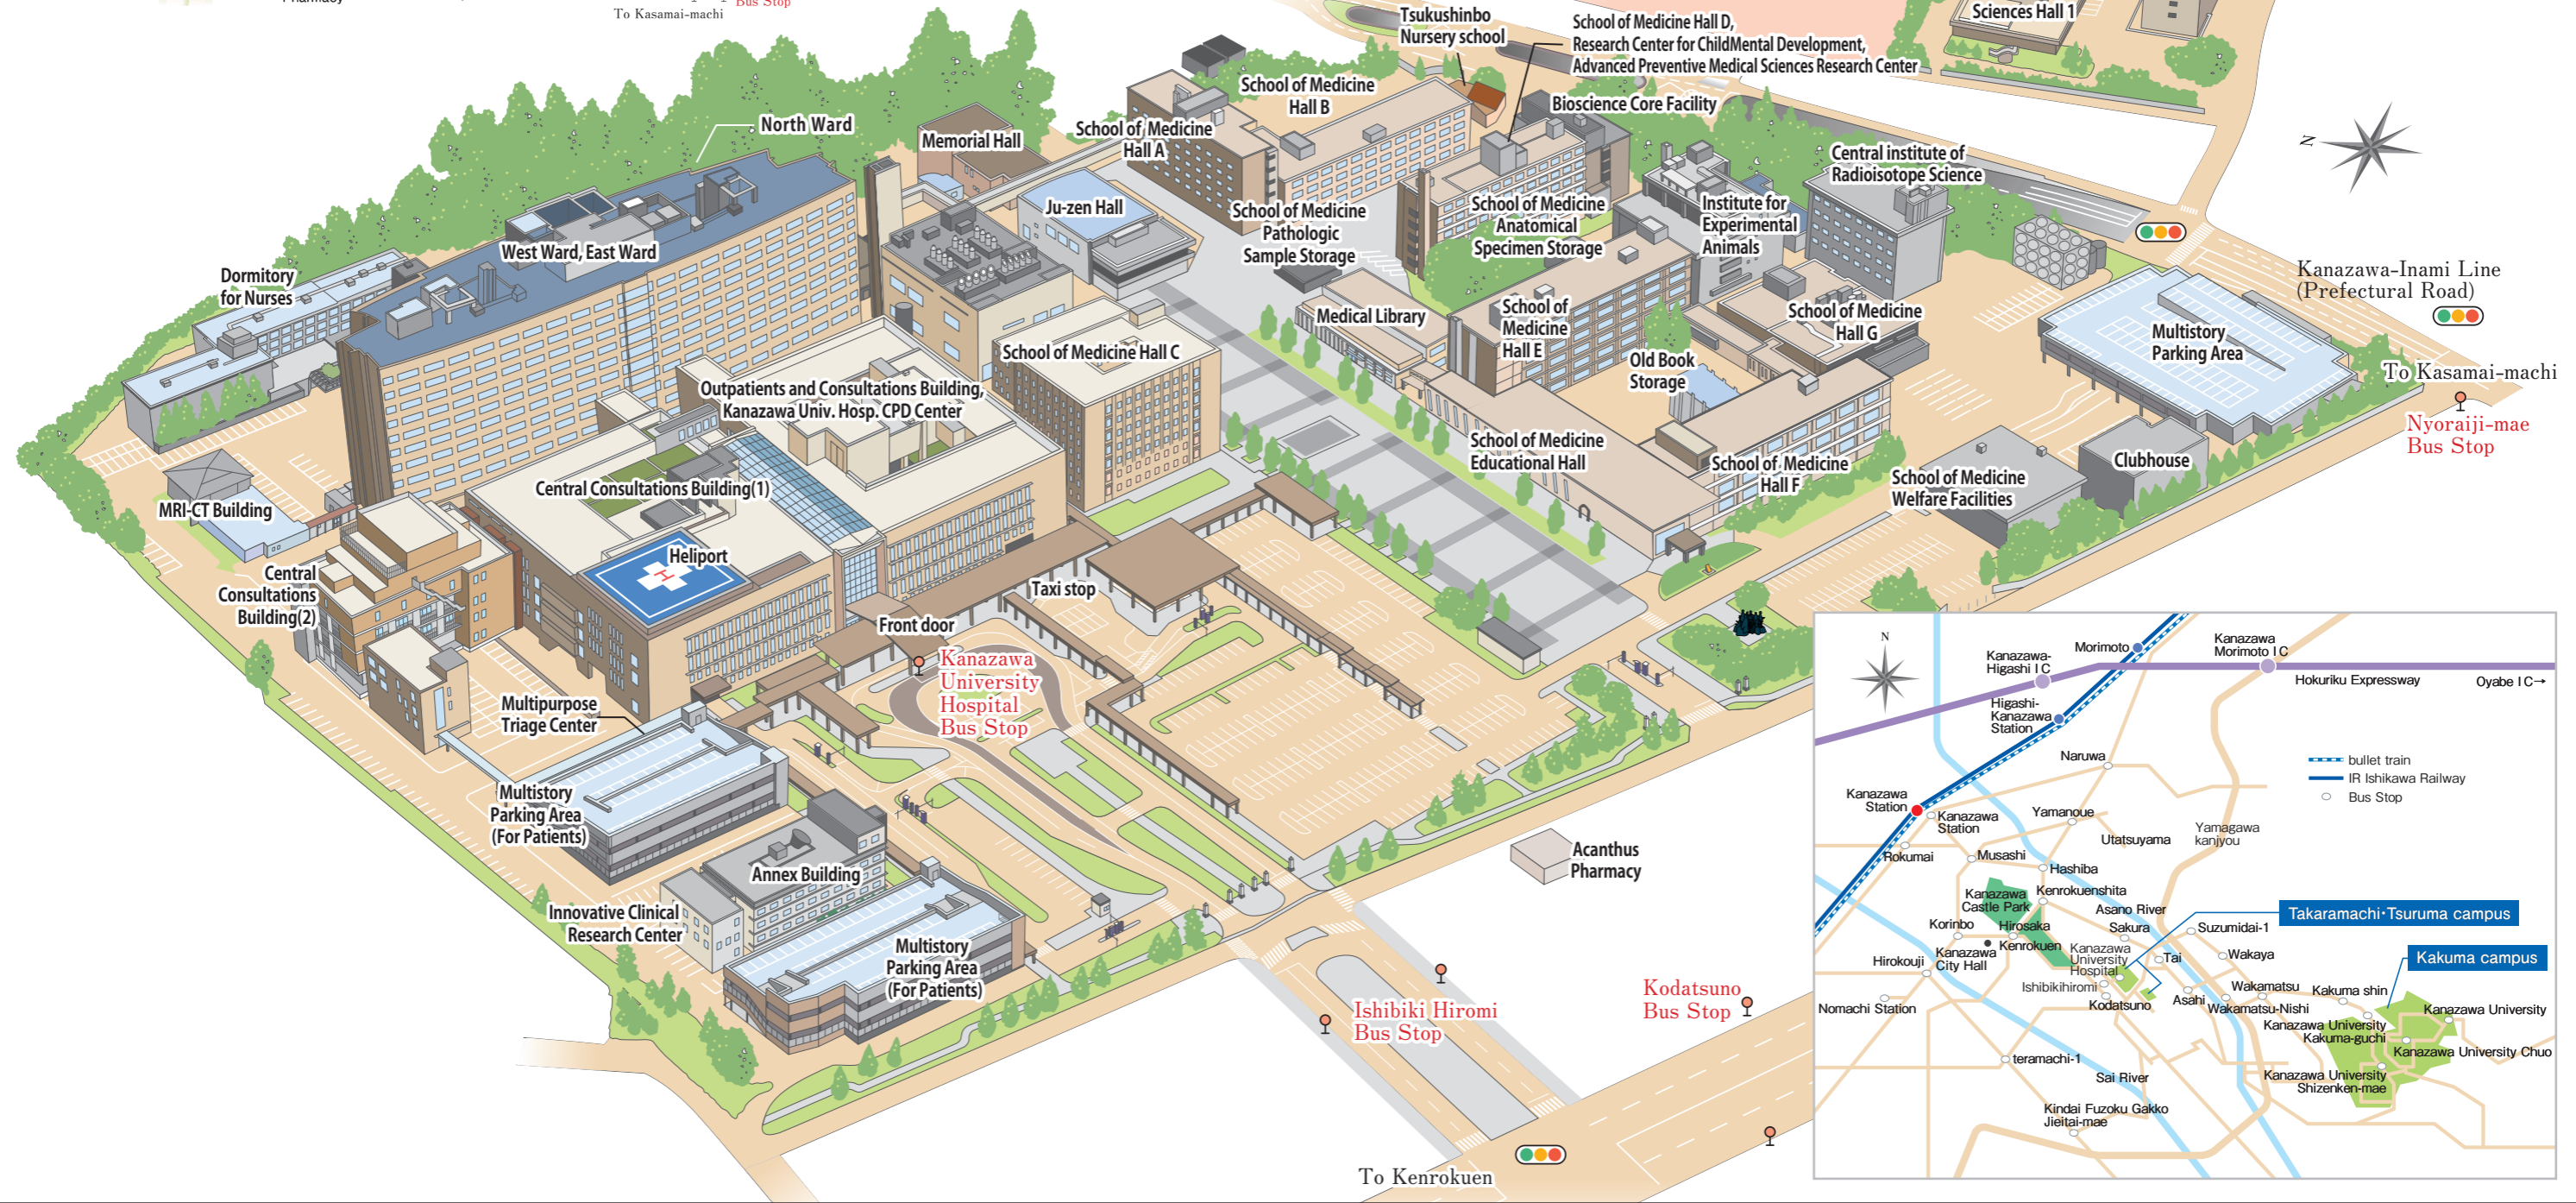 Pharmacy
To Kasamai-machi
Bus Stop
Tsukushinbo
Nursery school
School of Medicine Hall D,
Research Center for ChildMental Development,
Advanced Preventive Medical Sciences Research Center
Sciences Hall 1
School of Medicine
Hall B
Bioscience Core Facility
North Ward
Memorial Hall
School of Medicine
Hall A
Central institute of
Radioisotope Science
N
Ju-zen Hall
School of Medicine
Pathologic
Sample Storage
School of Medicine
Anatomical
Specimen Storage
Institute for
Experimental
Animals
West Ward, East Ward
Dormitory
for Nurses
Kanazawa-Inami Line
(Prefectural Road)
Medical Library
School of
Medicine
Hall E
School of Medicine
Hall G
Multistory
Parking Area
School of Medicine Hall C
Old Book
Storage
To Kasamai-machi
Outpatients and Consultations Building,
Kanazawa Univ. Hosp. CPD Center
Nyoraiji-mae
Bus Stop
School of Medicine
Educational Hall
School of Medicine
Hall F
School of Medicine
Welfare Facilities
Clubhouse
Central Consultations Building(1)
MRI-CT Building
Heliport
H
Central
Consultations
Building(2)
Taxi stop
Front door
Kanazawa
University
Hospital
Bus Stop
Multipurpose
Triage Center
Multistory
Parking Area
(For Patients)
Annex Building
Acanthus
Pharmacy
Innovative Clinical
Research Center
Multistory
Parking Area
(For Patients)
Ishibiki Hiromi
Bus Stop
Kodatsuno
Bus Stop
To Kenrokuen
N
Morimoto
Kanazawa
Morimoto I C
Kanazawa-
Higashi I C
Hokuriku Expressway
Oyabe I C→
Higashi-
Kanazawa
Station
Naruwa
bullet train
IR Ishikawa Railway
Bus Stop
Kanazawa
Station
Kanazawa
Station
Yamanoue
Utatsuyama
Yamagawa
kanjyou
Rokumai
Musashi
Hashiba
Kanazawa
Castle Park
Kenrokuenshita
Asano River
Takaramachi･Tsuruma campus
Korinbo
Hirosaka
Sakura
Suzumidai-1
Kanazawa
City Hall
Kenrokuen
Kanazawa
University
Hospital
Tai
Wakaya
Kakuma campus
Hirokouji
Ishibikihiromi
Wakamatsu
Kakuma shin
Nomachi Station
Kodatsuno
Asahi
Wakamatsu-Nishi
Kanazawa University
Kanazawa University
Kakuma-guchi
Kanazawa University Chuo
teramachi-1
Sai River
Kanazawa University
Shizenken-mae
Kindai Fuzoku Gakko
Jieitai-mae